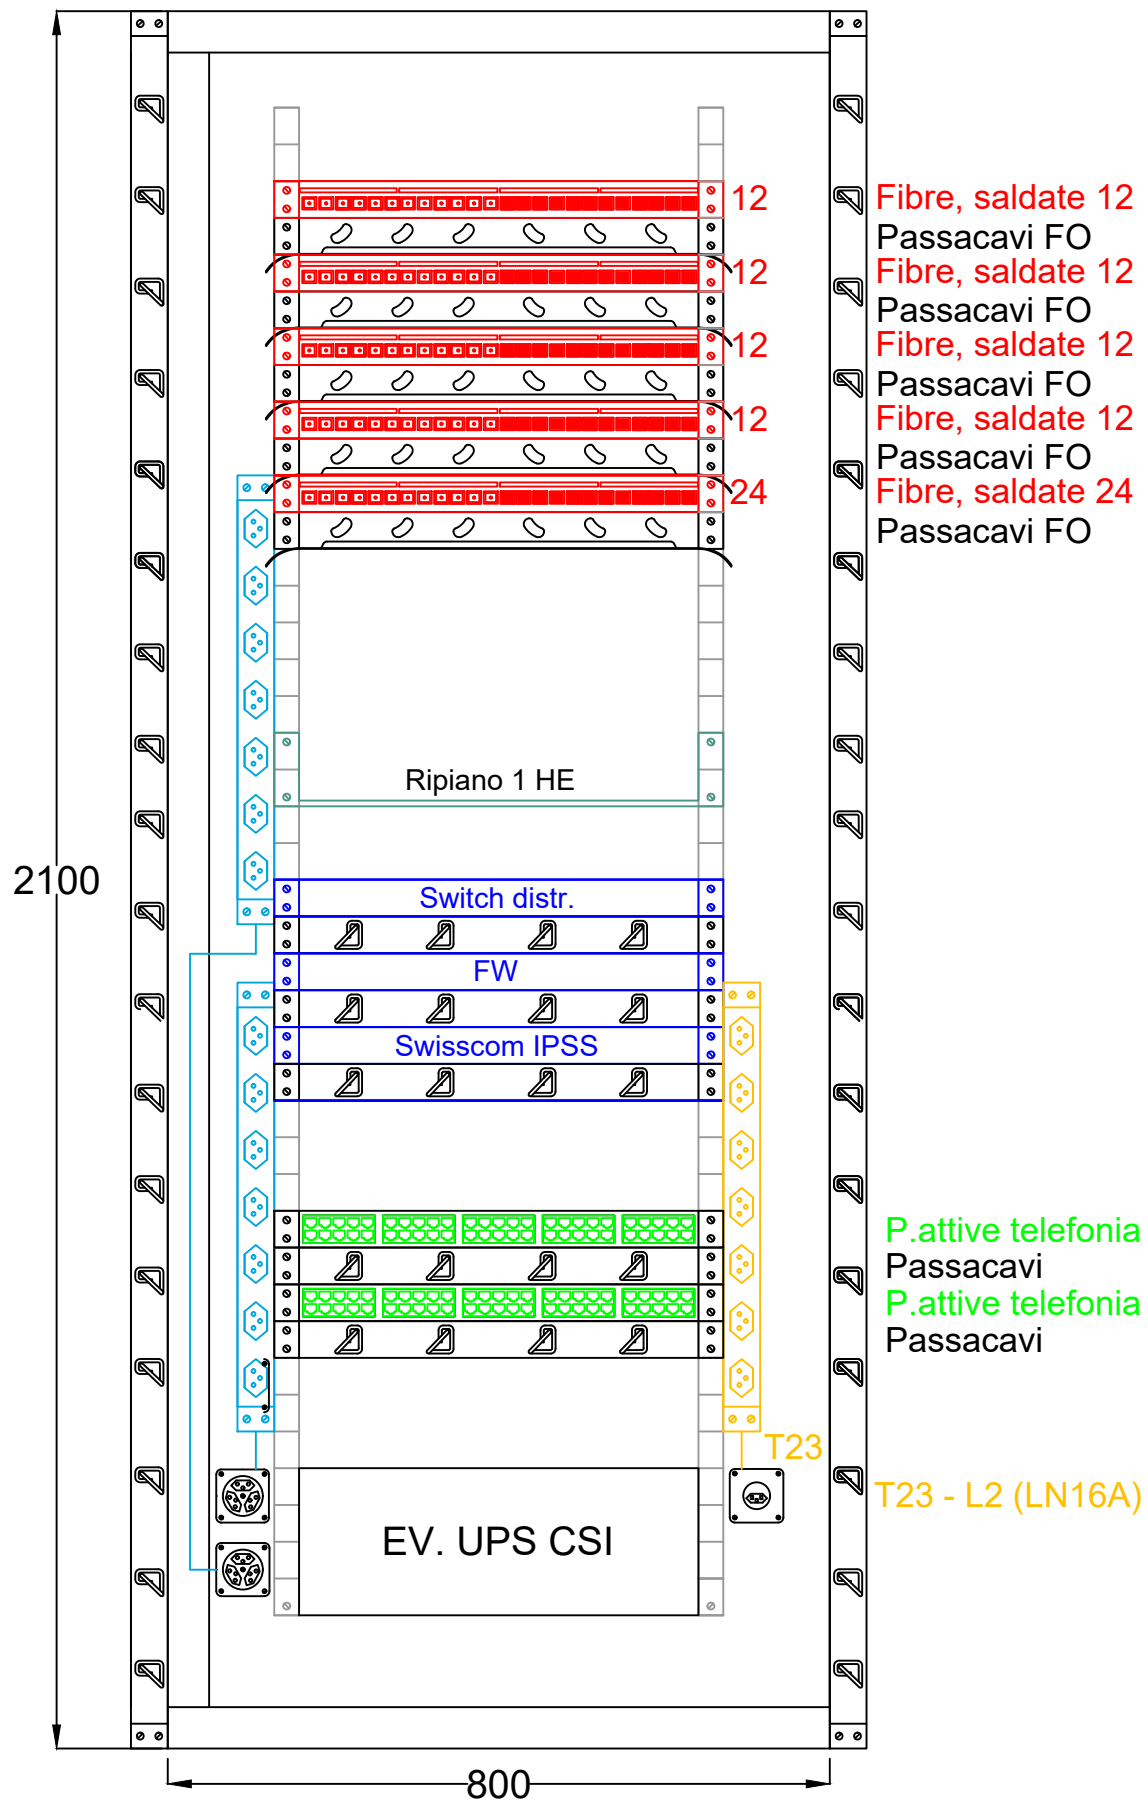 12
Fibre, saldate 12
Passacavi FO
12
Fibre, saldate 12
Passacavi FO
12
Fibre, saldate 12
Passacavi FO
12
Fibre, saldate 12
Passacavi FO
24
Fibre, saldate 24
Passacavi FO
Ripiano 1 HE
2100
Switch distr.
FW
Swisscom IPSS
P.attive telefonia
Passacavi
P.attive telefonia
Passacavi
T23
T23 - L2 (LN16A)
EV. UPS CSI
800